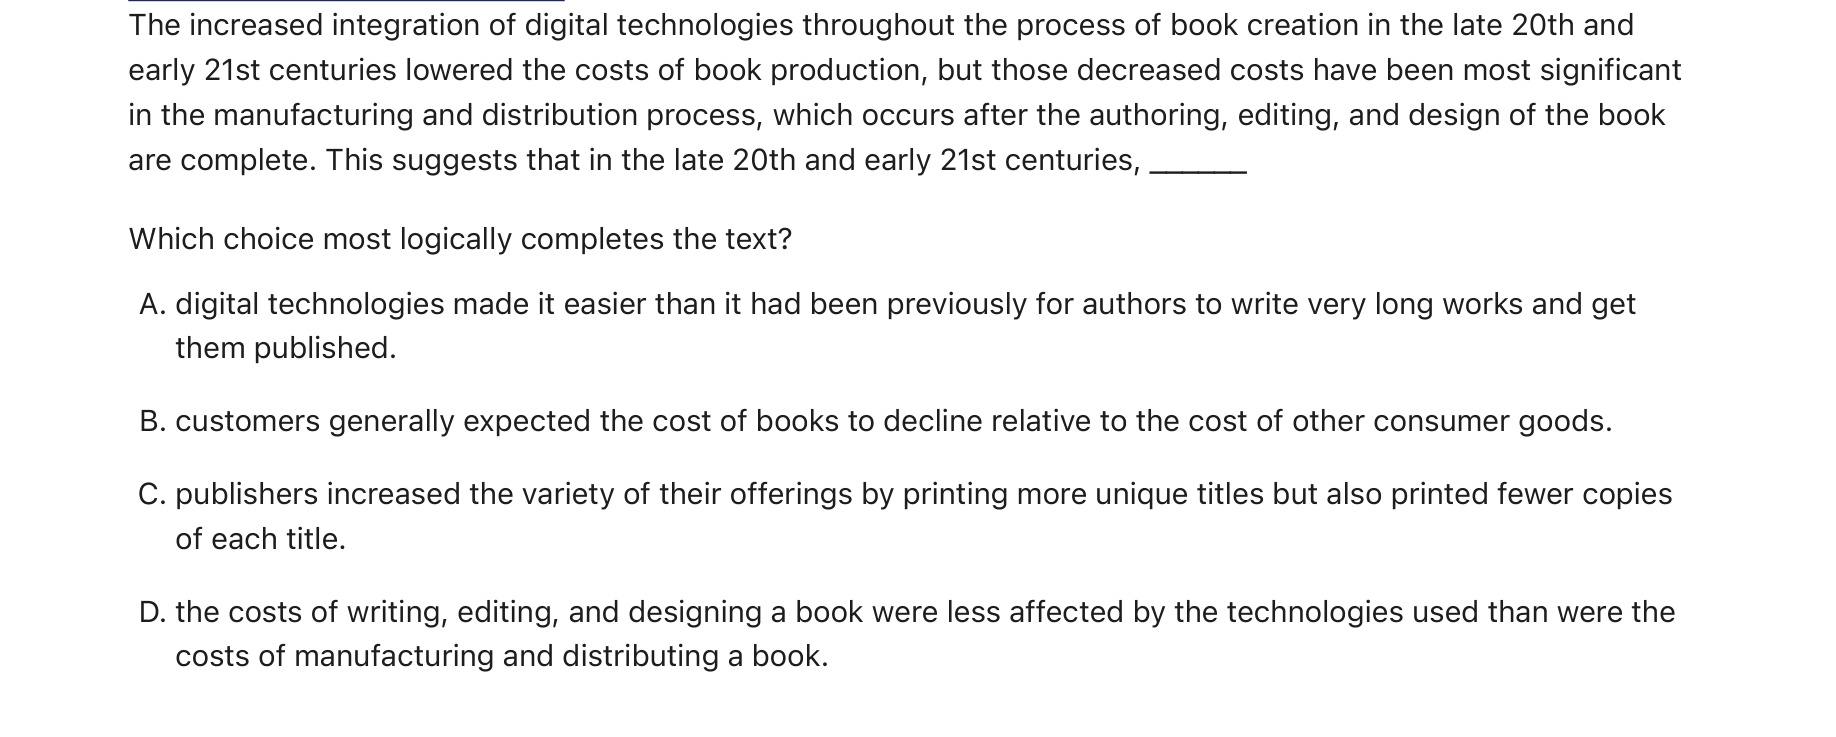 The increased integration of digital technologies throughout the process of book creation in the late 20th and
early 21st centuries lowered the costs of book production, but those decreased costs have been most significant
in the manufacturing and distribution process, which occurs after the authoring, editing, and design of the book
are complete. This suggests that in the late 20th and early 21st centuries, ______
Which choice most logically completes the text?
A. digital technologies made it easier than it had been previously for authors to write very long works and get
them published.
B. customers generally expected the cost of books to decline relative to the cost of other consumer goods.
C. publishers increased the variety of their offerings by printing more unique titles but also printed fewer copies
of each title.
D. the costs of writing, editing, and designing a book were less affected by the technologies used than were the
costs of manufacturing and distributing a book.